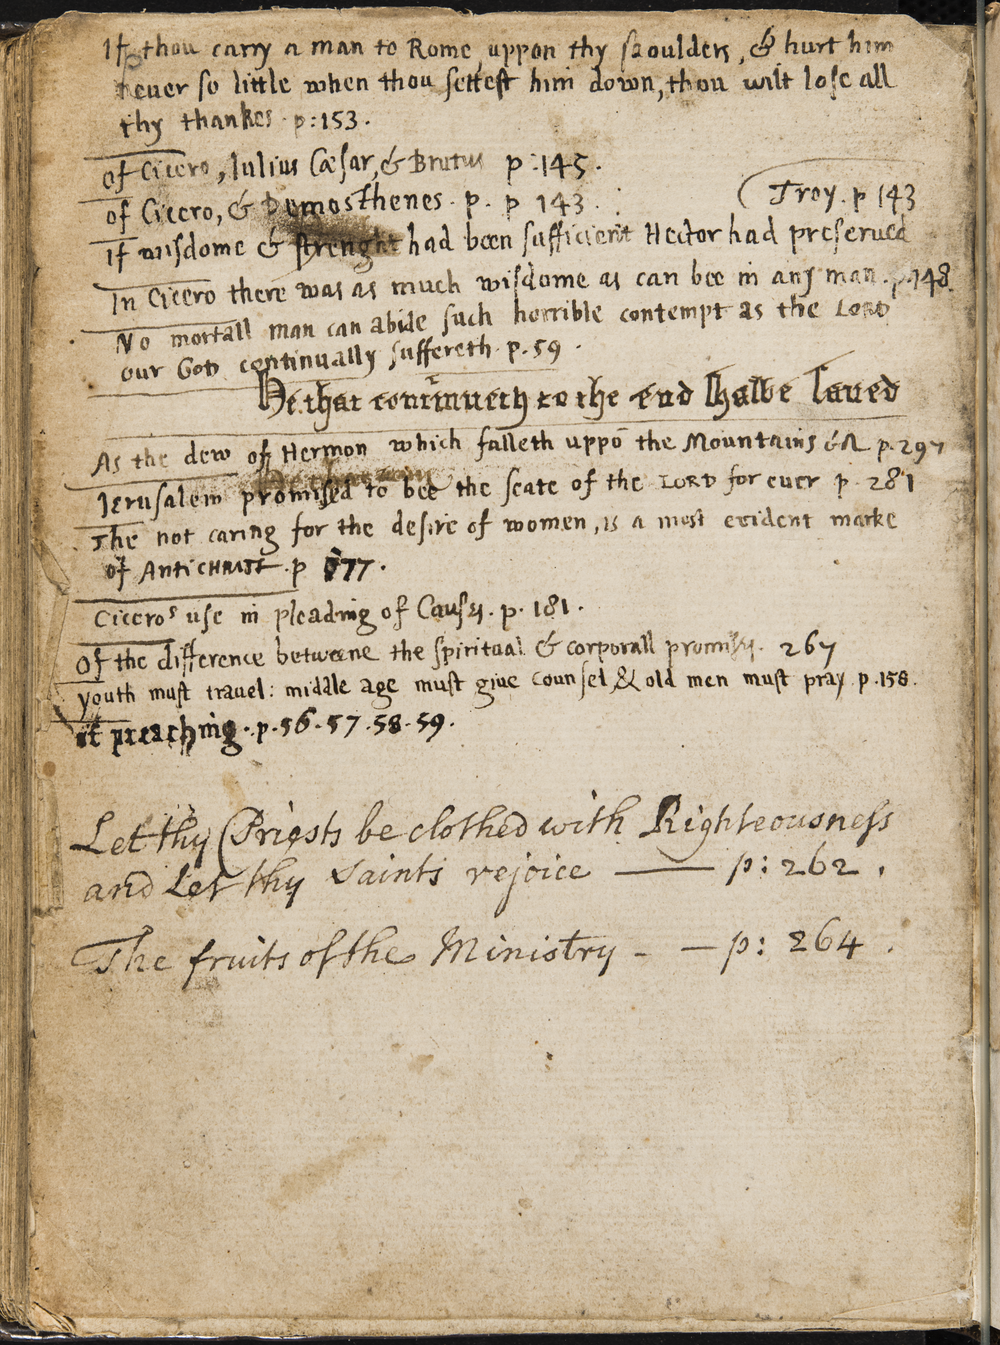 If thou carry a man to Rome uppon thy shoulders, & hurt him
neuer so little when thou settest him down, thou wilt lose all
thy thankes p:153.
of Cicero, Iulius Cæsar, & Brutus p:145.
of Cicero, & Demosthenes. p. p 143. (Troy. p 143
if wisdome & strenght had been sufficient Hector had preserued
In Cicero there was as much wisdome as can bee in any man. p.148.
No mortall man can abide such horrible contempt as the LORD
our GOD continually suffereth. p.59.
He that continueth to the end shalbe saued
As the dew of Hermon which falleth uppō the Mountains &c p.297
Ierusalem promised to bee the seate of the LORD for euer p 281
The not caring for the desire of women, is a most euident marke
of AntiCHRIST. p 177.
Ciceros use in pleading of Causes. p. 181.
Of the difference betweene the spiritual & corporall promises. 267
youth must travel: middle age must giue counsel, & old men must pray. p.158.
of preaching. p.56.57.58.59.
Let thy Priests be clothed with Righteousness
and Let thy Saints rejoice — p: 262.
The fruits of the Ministry - — p: 264.